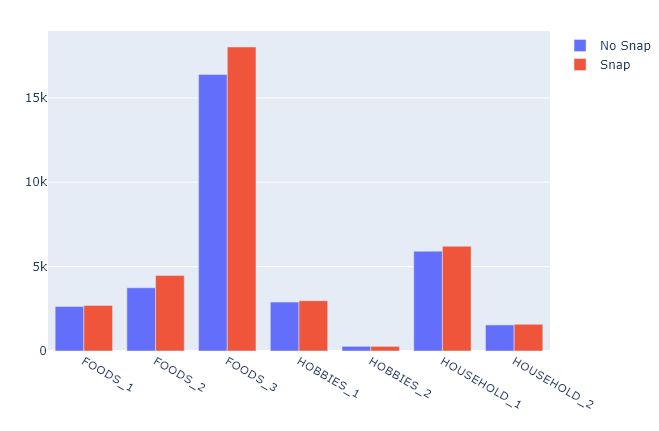 No Snap
Snap
15k
10k
5k
0
FOODS_1
FOODS_2
FOODS_3
HOBBIES_1
HOBBIES_2
HOUSEHOLD_1
HOUSEHOLD_2